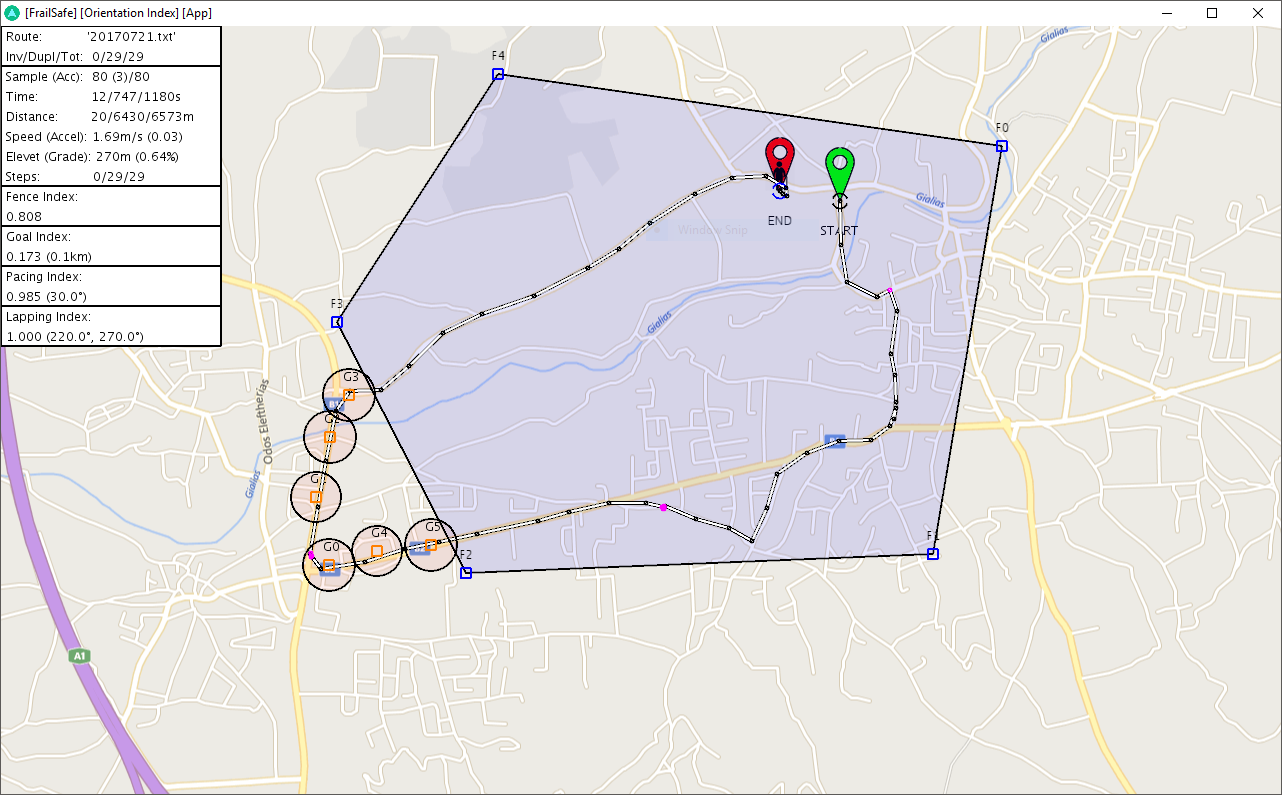 [FrailSafe] [Orientation Index] [App]
Route: '20170721.txt'
Inv/Dupl/Tot: 0/29/29
Sample (Acc): 80 (3)/80
Time: 12/747/1180s
Distance: 20/6430/6573m
Speed (Accel): 1.69m/s (0.03)
Elevet (Grade): 270m (0.64%)
Steps: 0/29/29
Fence Index:
0.808
Goal Index:
0.173 (0.1km)
Pacing Index:
0.985 (30.0°)
Lapping Index:
1.000 (220.0°, 270.0°)
Gialias
F4
F0
Gialias
END
START
Window Snip
F3
Gialias
G3
Odos Eleftherias
Gialias
G4
G5
G0
F2
A1